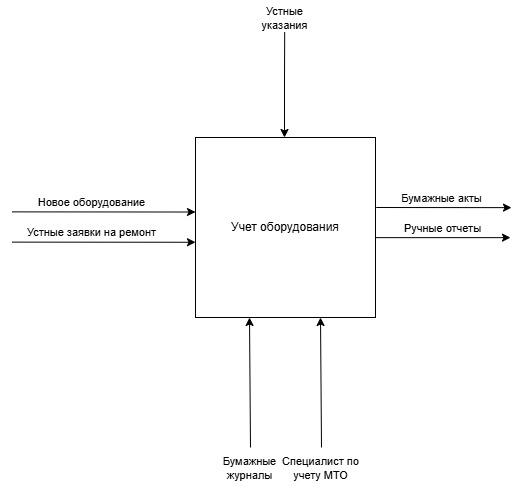 Устные
указания
Новое оборудование
Устные заявки на ремонт
Учет оборудования
Бумажные акты
Ручные отчеты
Бумажные
журналы
Специалист по
учету МТО